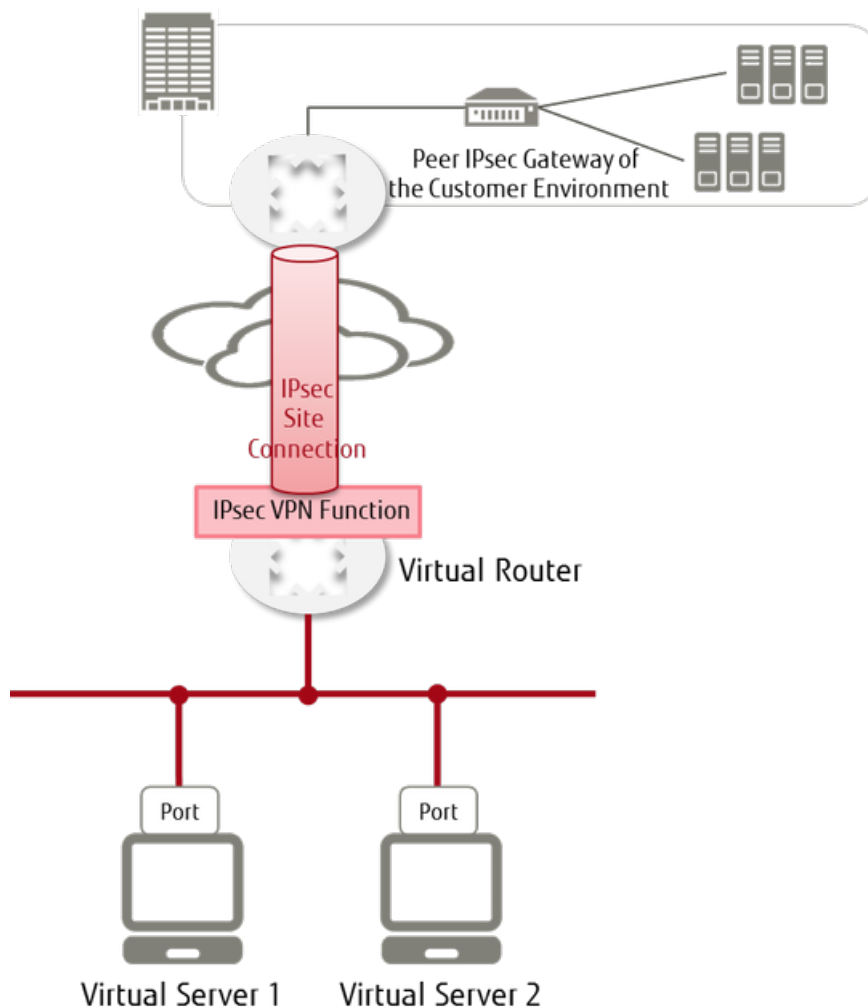 Peer IPsec Gateway of
the Customer Environment
IPsec
Site
Connection
IPsec VPN Function
Virtual Router
Port
Port
Virtual Server 1
Virtual Server 2